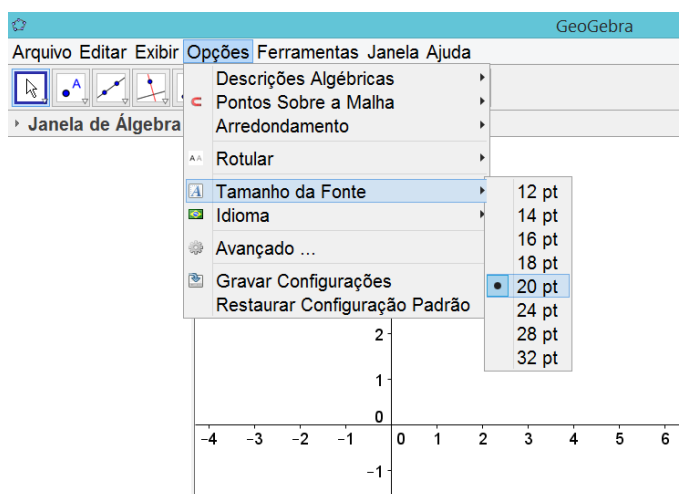 GeoGebra
Arquivo Editar Exibir Opções Ferramentas Janela Ajuda
A
Janela de Álgebra
Descrições Algébricas
Pontos Sobre a Malha
Arredondamento
AA Rotular
A Tamanho da Fonte
Idioma
Avançado ...
Gravar Configurações
Restaurar Configuração Padrão
12 pt
14 pt
16 pt
18 pt
20 pt
24 pt
28 pt
32 pt
2
1
0
-4 -3 -2 -1 0 1 2 3 4 5 6
-1